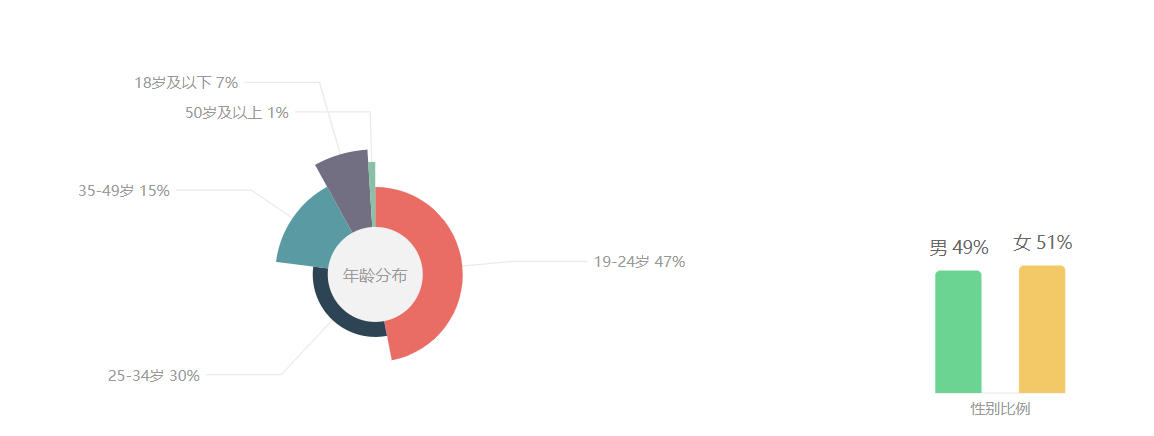 18岁及以下 7%
50岁及以上 1%
35-49岁 15%
年龄分布
19-24岁 47%
25-34岁 30%
男 49%
女 51%
性别比例